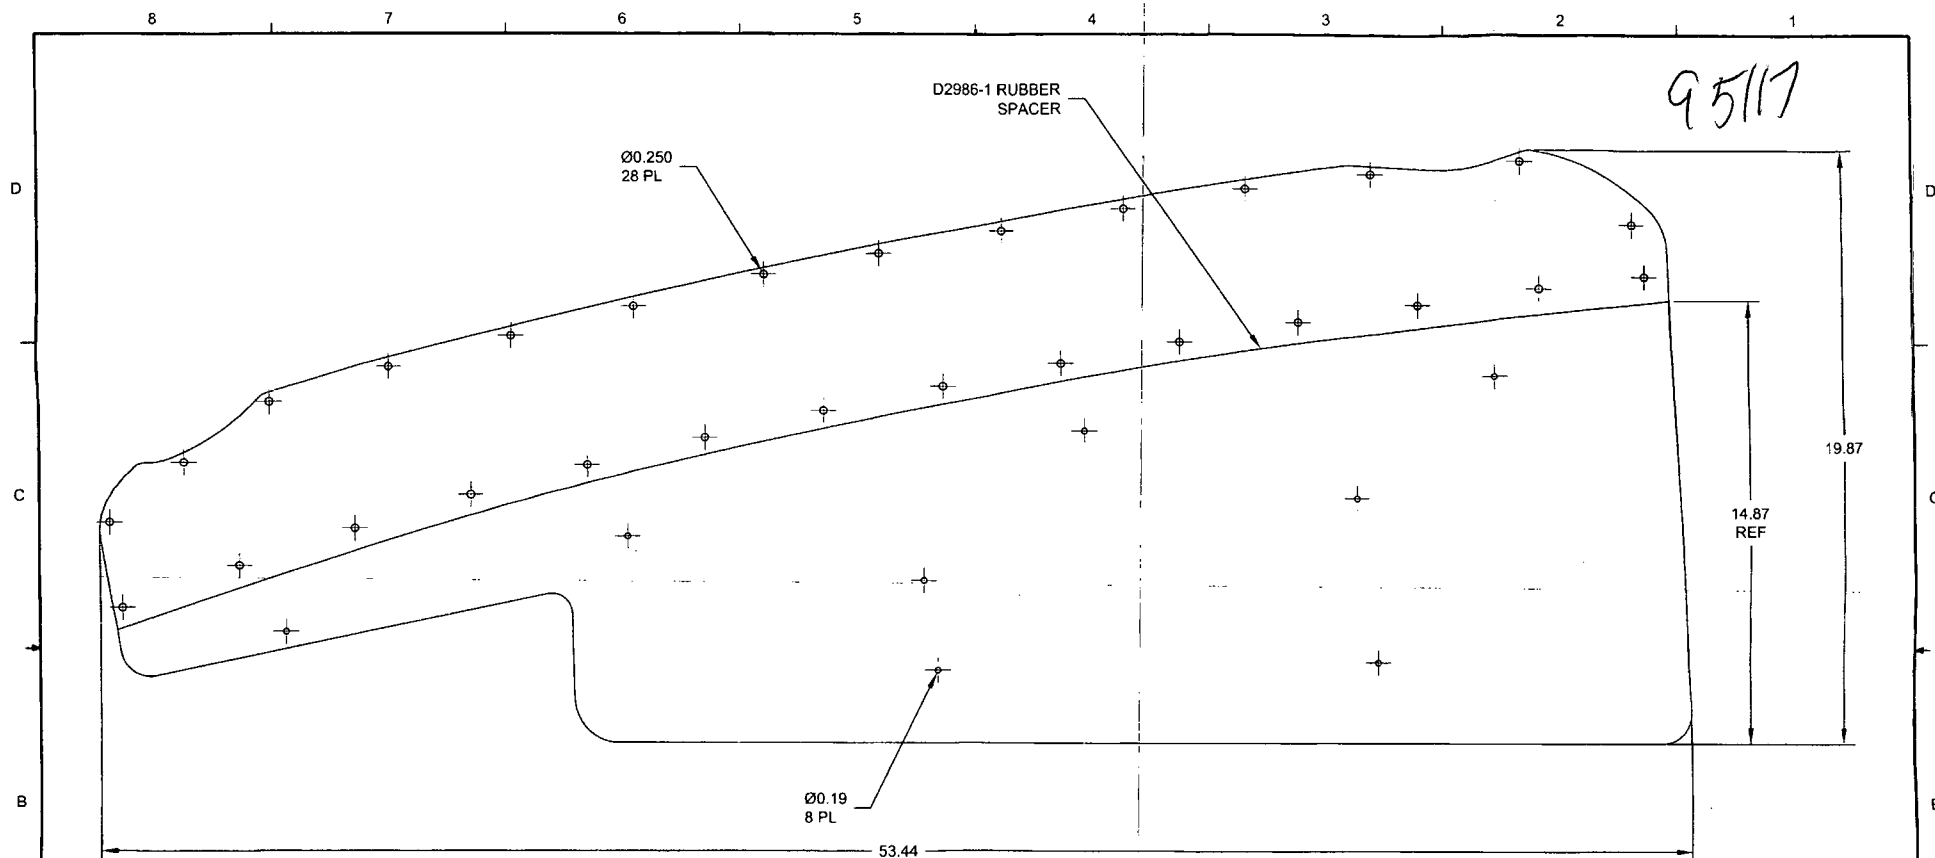 8 7 6 5 4 3 2 1
95117
D2986-1 RUBBER
SPACER
Ø0.250
28 PL
D D
19.87
C C
14.87
REF
Ø0.19
8 PL
B
53.44